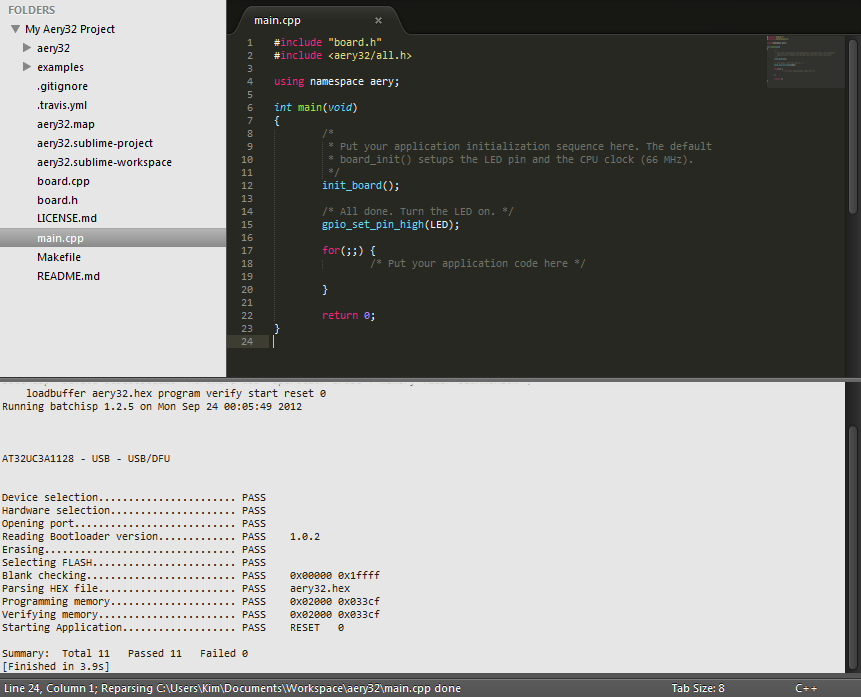 FOLDERS
My Aery32 Project
aery32
examples
.gitignore
.travis.yml
aery32.map
aery32.sublime-project
aery32.sublime-workspace
board.cpp
board.h
LICENSE.md
main.cpp
Makefile
README.md
main.cpp ×
1 #include "board.h"
2 #include <aery32/all.h>
3
4 using namespace aery;
5
6 int main(void)
7 {
8 /*
9 * Put your application initialization sequence here. The default
10 * board_init() setups the LED pin and the CPU clock (66 MHz).
11 */
12 init_board();
13
14 /* All done. Turn the LED on. */
15 gpio_set_pin_high(LED);
16
17 for(;;) {
18 /* Put your application code here */
19
20 }
21
22 return 0;
23 }
24
loadbuffer aery32.hex program verify start reset 0
Running batchisp 1.2.5 on Mon Sep 24 00:05:49 2012
AT32UC3A1128 - USB - USB/DFU
Device selection....................... PASS
Hardware selection..................... PASS
Opening port........................... PASS
Reading Bootloader version............. PASS 1.0.2
Erasing................................ PASS
Selecting FLASH........................ PASS
Blank checking......................... PASS 0x00000 0x1ffff
Parsing HEX file....................... PASS aery32.hex
Programming memory..................... PASS 0x02000 0x033cf
Verifying memory....................... PASS 0x02000 0x033cf
Starting Application................... PASS RESET 0
Summary: Total 11 Passed 11 Failed 0
[Finished in 3.9s]
Line 24, Column 1; Reparsing C:\Users\Kim\Documents\Workspace\aery32\main.cpp done Tab Size: 8 C++